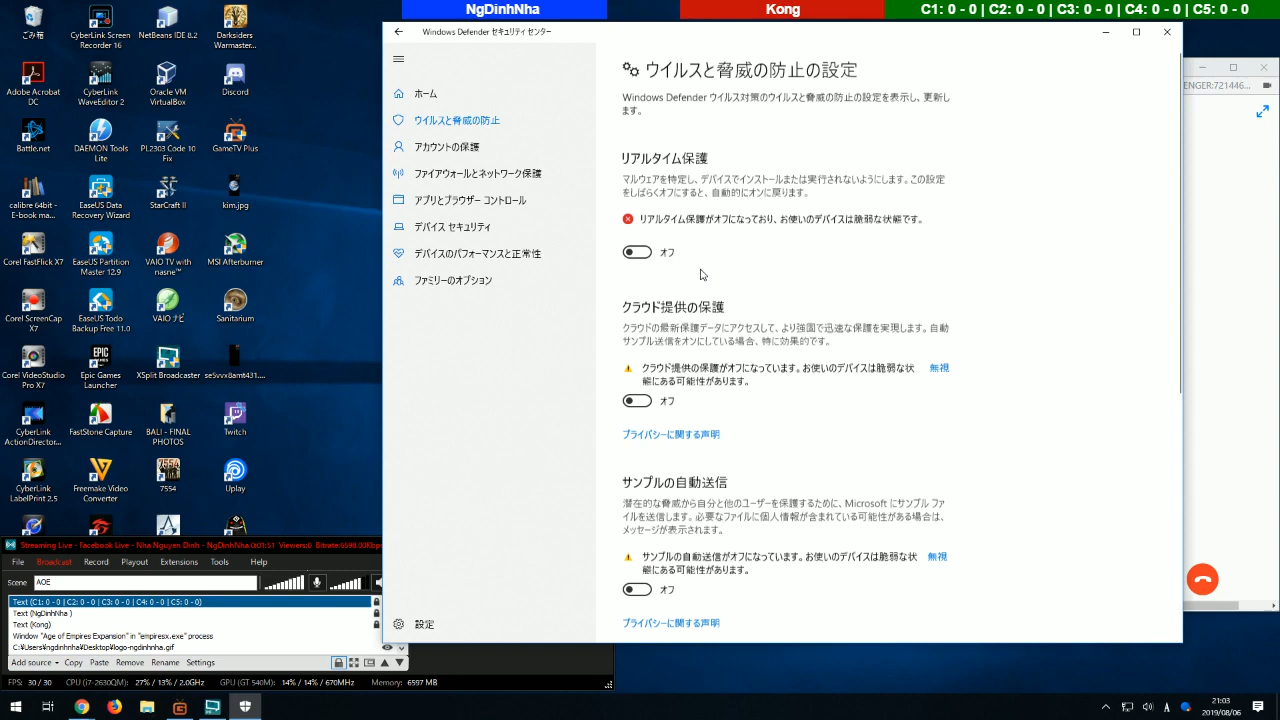 NgDinhNha
Kong
C1: 0 - 0 | C2: 0 - 0 | C3: 0 - 0 | C4: 0 - 0 | C5: 0 - 0
ごみ箱
CyberLink Screen Recorder 16
NetBeans IDE 8.2
Darksiders Warmaster...
Adobe Acrobat DC
CyberLink WaveEditor 2
Oracle VM VirtualBox
Discord
Battle.net
DAEMON Tools Lite
PL2303 Code 10 Fix
GameTV Plus
calibre 64bit - E-book ma...
EaseUS Data Recovery Wizard
StarCraft II
kim.jpg
Corel FastFlick X7
EaseUS Partition Master 12.9
VAIO TV with nasne™
MSI Afterburner
Corel ScreenCap X7
EaseUS Todo Backup Free 11.0
VAIO ナビ
Sanitarium
Corel VideoStudio Pro X7
Epic Games Launcher
XSplit Broadcaster
se5vvx8amt431....
CyberLink ActionDirector...
FastStone Capture
BALI - FINAL PHOTOS
Twitch
CyberLink LabelPrint 2.5
Freemake Video Converter
7554
Uplay
Windows Defender セキュリティ センター
ホーム
ウイルスと脅威の防止
アカウントの保護
ファイアウォールとネットワーク保護
アプリとブラウザー コントロール
デバイス セキュリティ
デバイスのパフォーマンスと正常性
ファミリーのオプション
設定
ウイルスと脅威の防止の設定
Windows Defender ウイルス対策のウイルスと脅威の防止の設定を表示し、更新し
ます。
リアルタイム保護
マルウェアを特定し、デバイスでインストールまたは実行されないようにします。この設定
をしばらくオフにすると、自動的にオンに戻ります。
リアルタイム保護がオフになっており、お使いのデバイスは脆弱な状態です。
オフ
クラウド提供の保護
クラウドの最新保護データにアクセスして、より強固で迅速な保護を実現します。自動
サンプル送信をオンにしている場合、特に効果的です。
クラウド提供の保護がオフになっています。お使いのデバイスは脆弱な状 無視
態にある可能性があります。
オフ
プライバシーに関する声明
サンプルの自動送信
潜在的な脅威から自分と他のユーザーを保護するために、Microsoft にサンプル ファ
イルを送信します。必要なファイルに個人情報が含まれている可能性がある場合は、
メッセージが表示されます。
サンプルの自動送信がオフになっています。お使いのデバイスは脆弱な状 無視
態にある可能性があります。
オフ
プライバシーに関する声明
ENGER:721446...
Streaming Live - Facebook Live - Nha Nguyen Dinh - NgDinhNha 0:01:51 Viewers:0 Bitrate:6598.00Kbps
File Broadcast Record Playout Extensions Tools Help
Scene AOE
Text (C1: 0 - 0 | C2: 0 - 0 | C3: 0 - 0 | C4: 0 - 0 | C5: 0 - 0)
Text (NgDinhNha )
Text (Kong)
Window "Age of Empires Expansion" in "empiresx.exe" process
C:\Users\ngdinhnha\Desktop\logo-ngdinhnha.gif
Add source Copy Paste Remove Rename Settings
FPS: 30 / 30 CPU (i7-2630QM): 27% / 13% / 2.0GHz GPU (GT 540M): 14% / 14% / 670MHz Memory: 6597 MB
A
21:03
2019/08/06